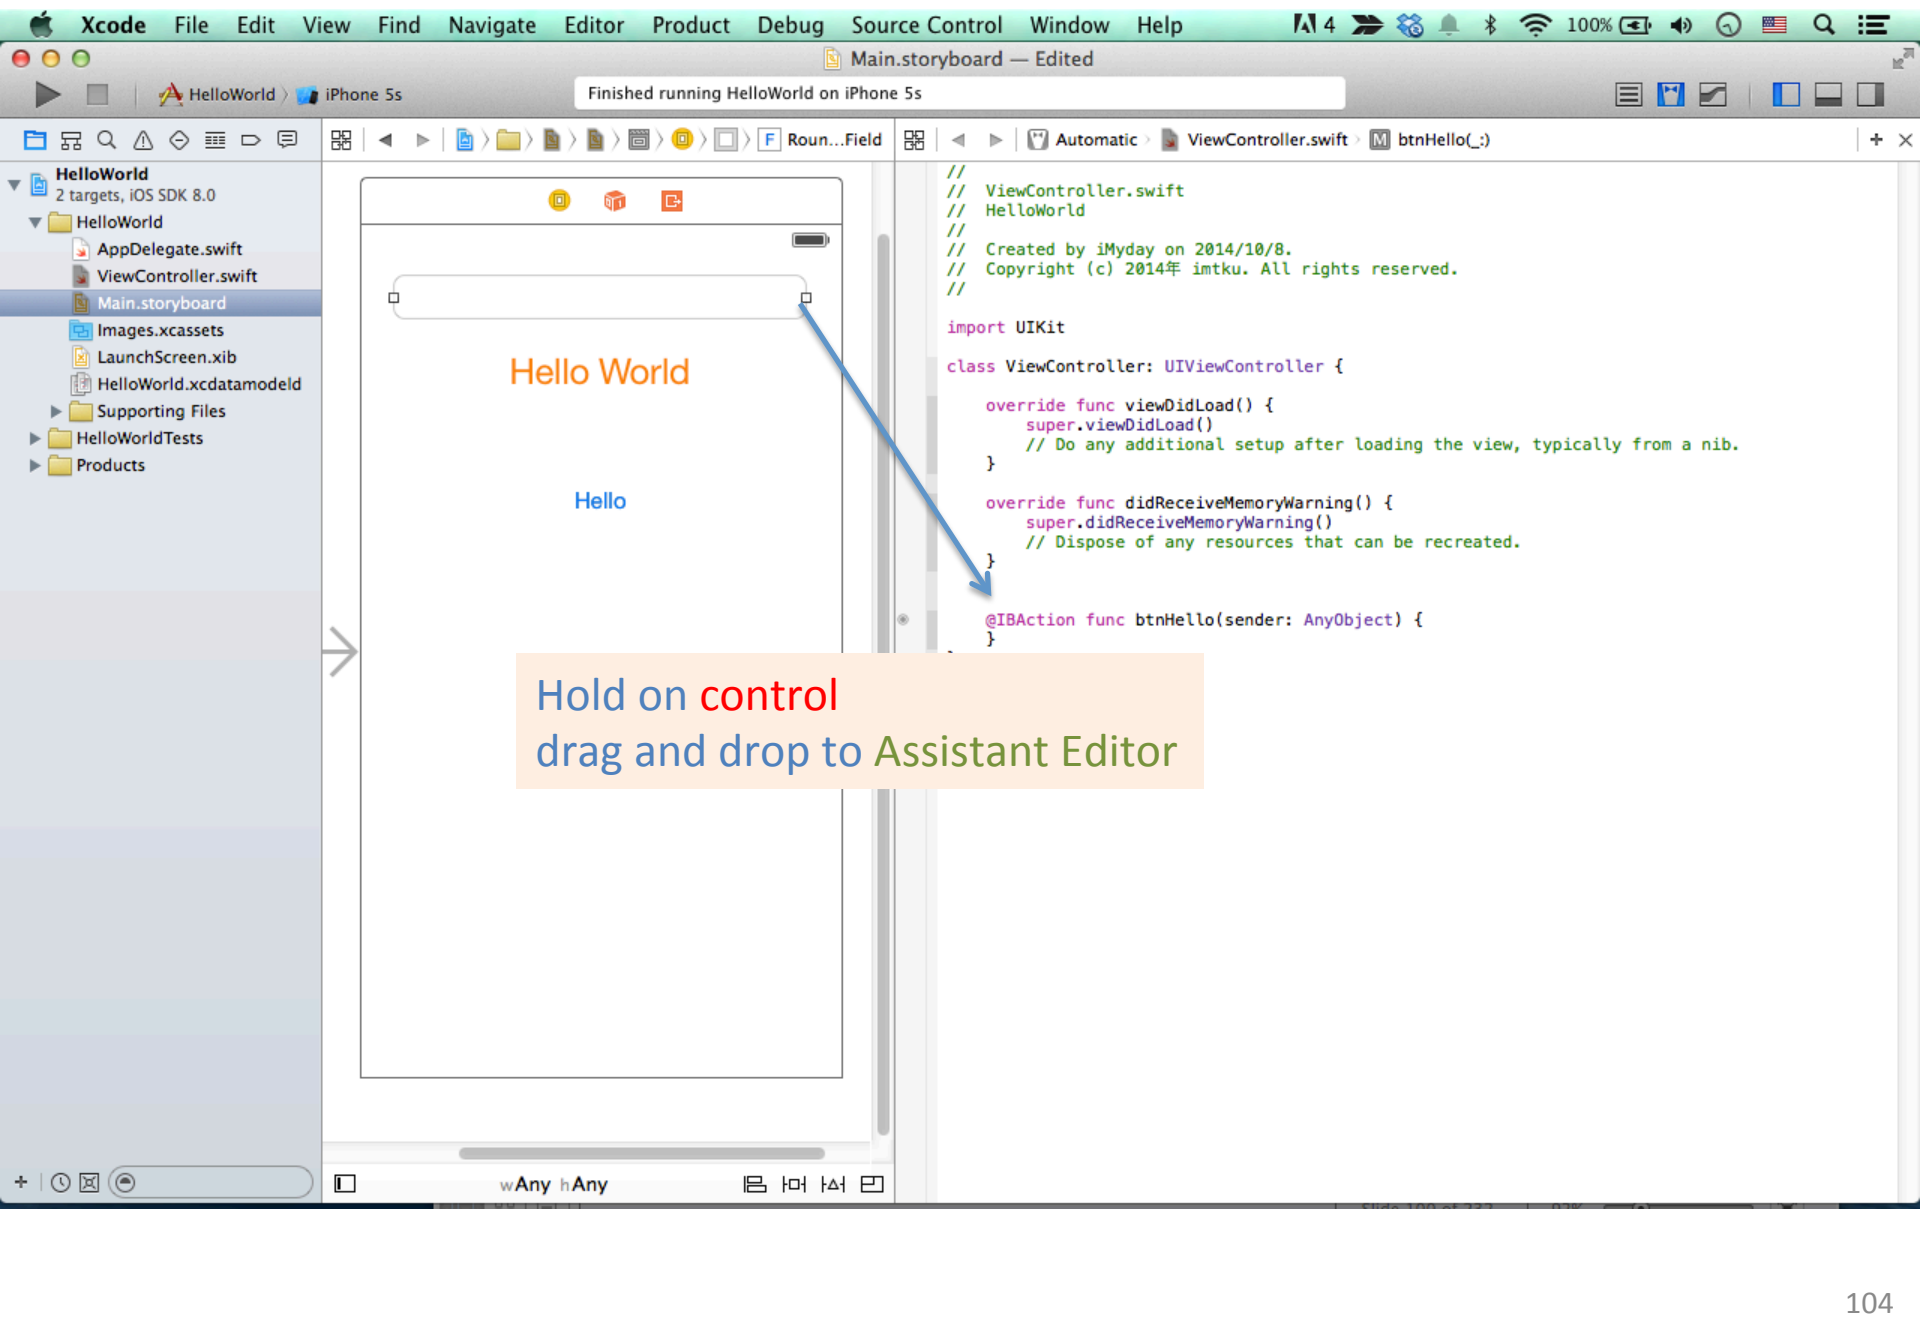 Xcode File Edit View Find Navigate Editor Product Debug Source Control Window Help 4 100%
Main.storyboard — Edited
HelloWorld iPhone 5s
Finished running HelloWorld on iPhone 5s
F Roun...Field
Automatic ViewController.swift M btnHello(_:)
HelloWorld
2 targets, iOS SDK 8.0
HelloWorld
AppDelegate.swift
ViewController.swift
Main.storyboard
Images.xcassets
LaunchScreen.xib
HelloWorld.xcdatamodeld
Supporting Files
HelloWorldTests
Products
Hello World
Hello
wAny hAny
//
// ViewController.swift
// HelloWorld
//
// Created by iMyday on 2014/10/8.
// Copyright (c) 2014年 imtku. All rights reserved.
//
import UIKit
class ViewController: UIViewController {
override func viewDidLoad() {
super.viewDidLoad()
// Do any additional setup after loading the view, typically from a nib.
}
override func didReceiveMemoryWarning() {
super.didReceiveMemoryWarning()
// Dispose of any resources that can be recreated.
}
@IBAction func btnHello(sender: AnyObject) {
}
Hold on control
drag and drop to Assistant Editor
104